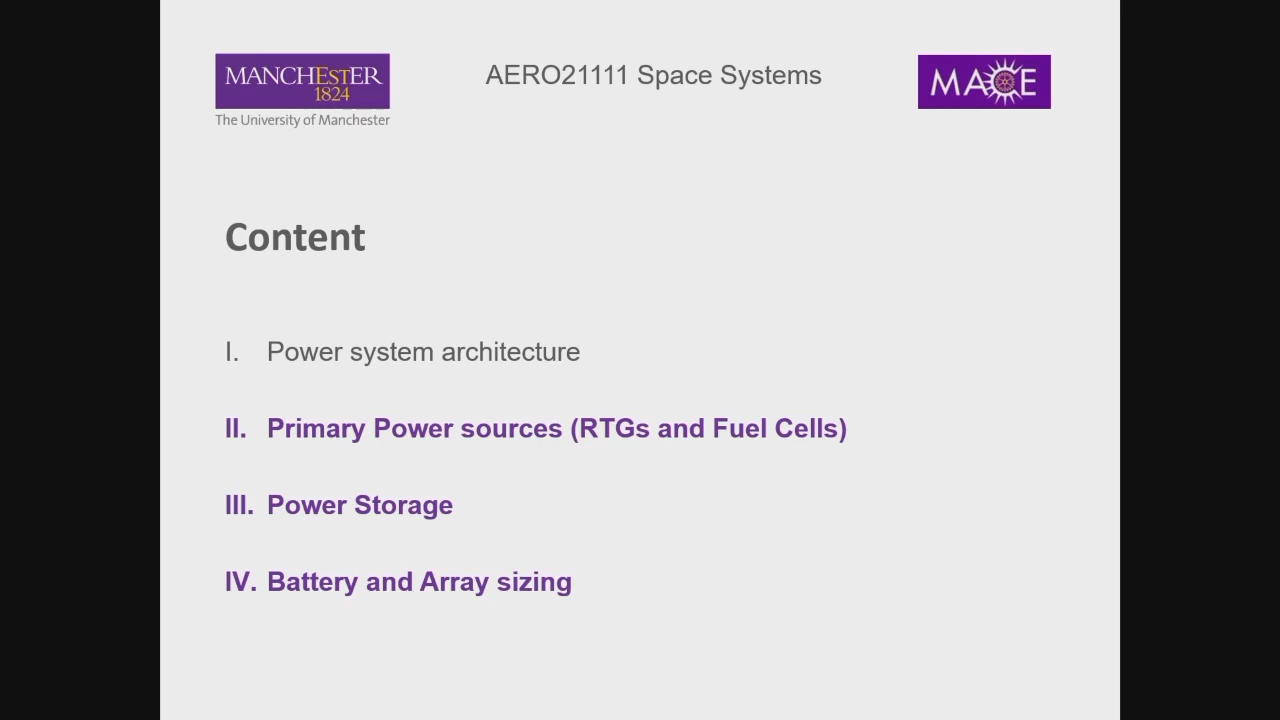 MANCHESTER
1824
The University of Manchester
AERO21111 Space Systems
MACE
Content
I. Power system architecture
II. Primary Power sources (RTGs and Fuel Cells)
III. Power Storage
IV. Battery and Array sizing